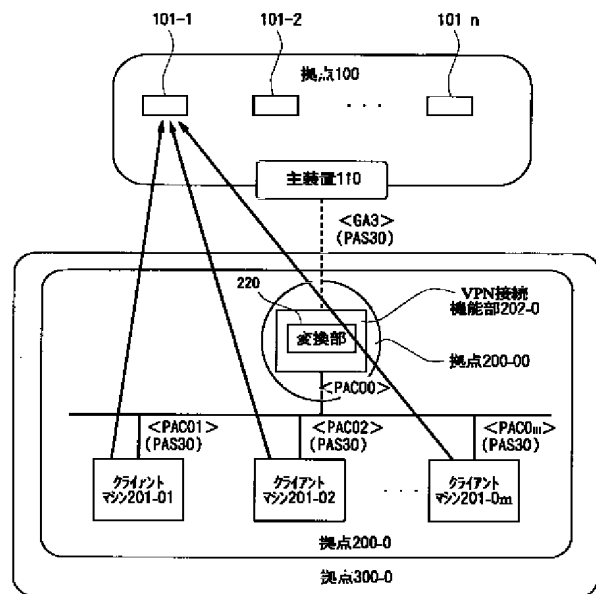 101-1
101-2
101 n
拠点100
・・・
主装置110
<GA3>
(PAS30)
220
VPN接続
機能部202-0
変換部
拠点200-00
<PAC00>
<PAC01>
(PAS30)
<PAC02>
(PAS30)
<PAC0m>
(PAS30)
クライアント
マシン201-01
クライアント
マシン201-02
・・・・
クライアント
マシン201-0m
拠点200-0
拠点300-0